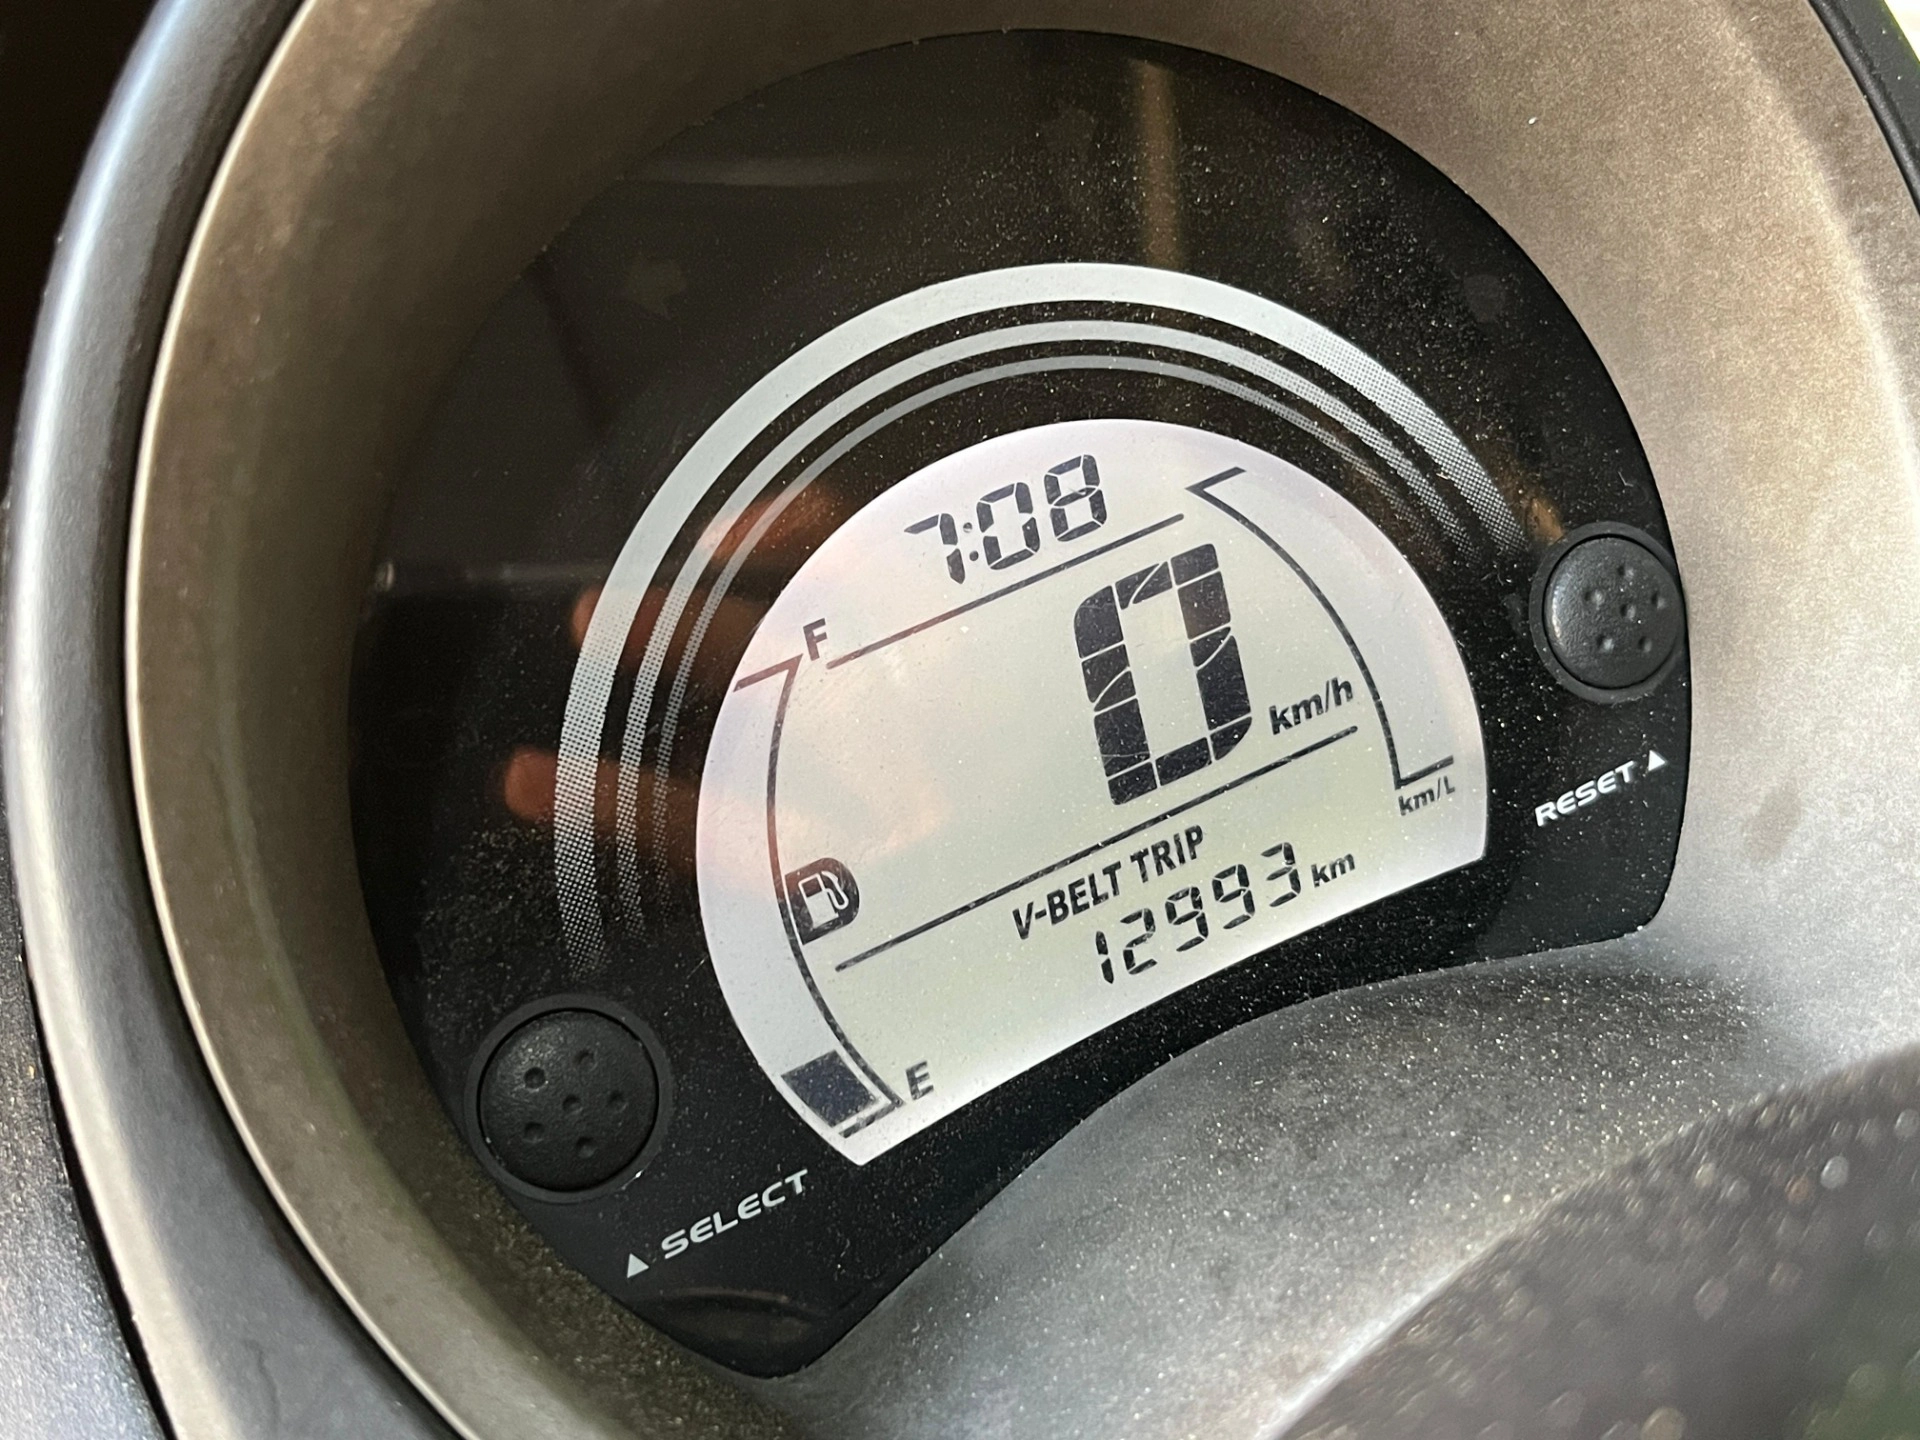 7:08
F
0 km/h
km/L
RESET ▲
V-BELT TRIP
12993 km
E
▲ SELECT